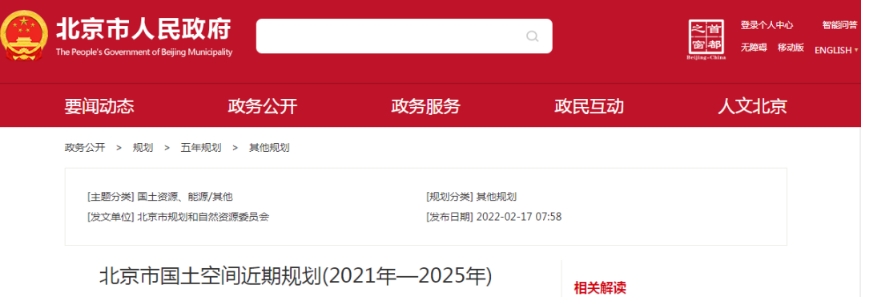 北京市人民政府
The People's Government of Beijing Municipality
首都之窗
Beijing-China
登录个人中心 智能问答
无障碍 移动版 ENGLISH
要闻动态 政务公开 政务服务 政民互动 人文北京
政务公开 > 规划 > 五年规划 > 其他规划
[主题分类] 国土资源、能源/其他 [规划分类] 其他规划
[发文单位] 北京市规划和自然资源委员会 [发布日期] 2022-02-17 07:58
北京市国土空间近期规划(2021年—2025年)
相关解读